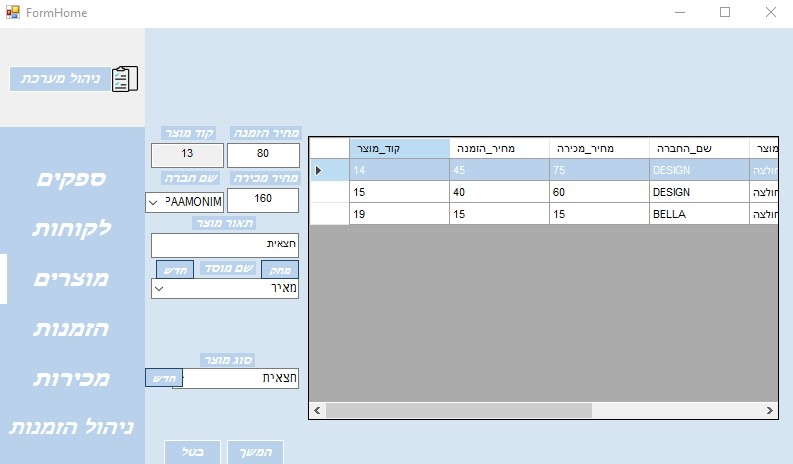 FormHome
ניהול מערכת
ספקים
לקוחות
מוצרים
הזמנות
מכירות
ניהול הזמנות
מחיר הזמנה קוד מוצר
80 13
מחיר מכירה שם חברה
160 PAAMONIM
תאור מוצר
חצאית
מחק שם מוסד חדש
מאיר
סוג מוצר
חצאית חדש
המשך בטל
קוד_מוצר מחיר_הזמנה מחיר_מכירה שם_החברה מוצר
14 45 75 DESIGN חולצה
15 40 60 DESIGN חולצה
19 15 15 BELLA חולצה